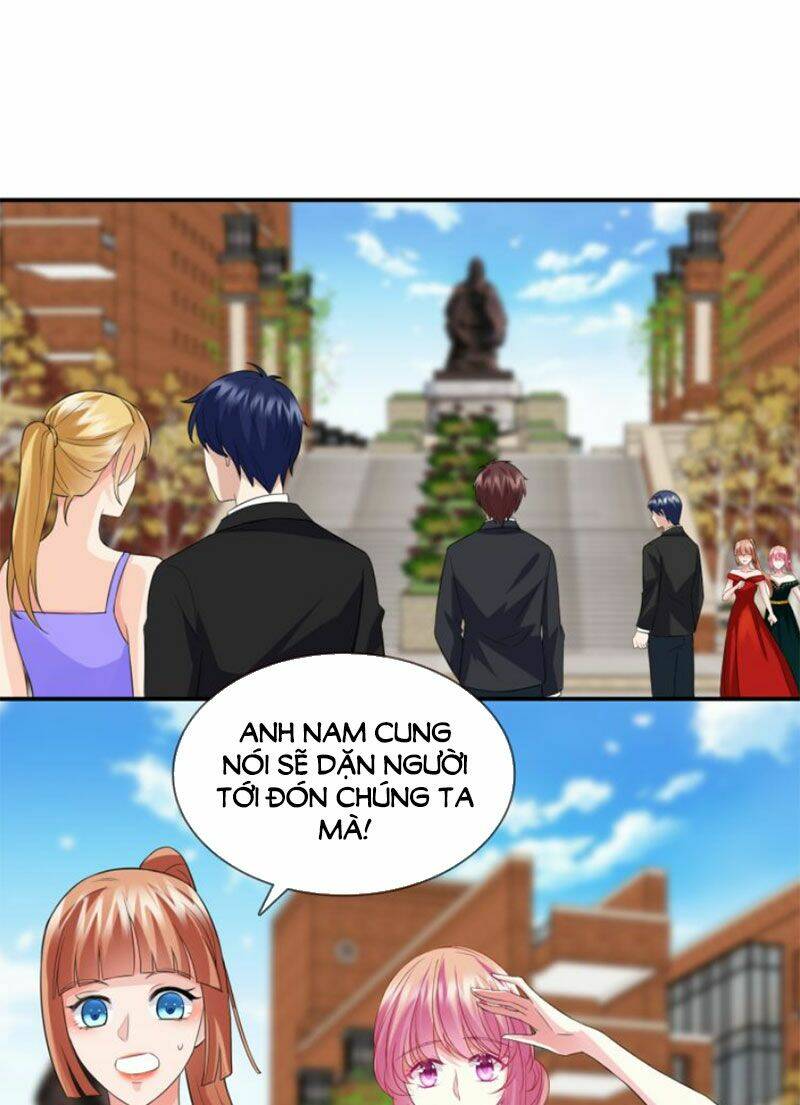 ANH NAM CUNG
NÓI SẼ DẶN NGƯỜI
TỚI ĐÓN CHÚNG TA
MÀ!